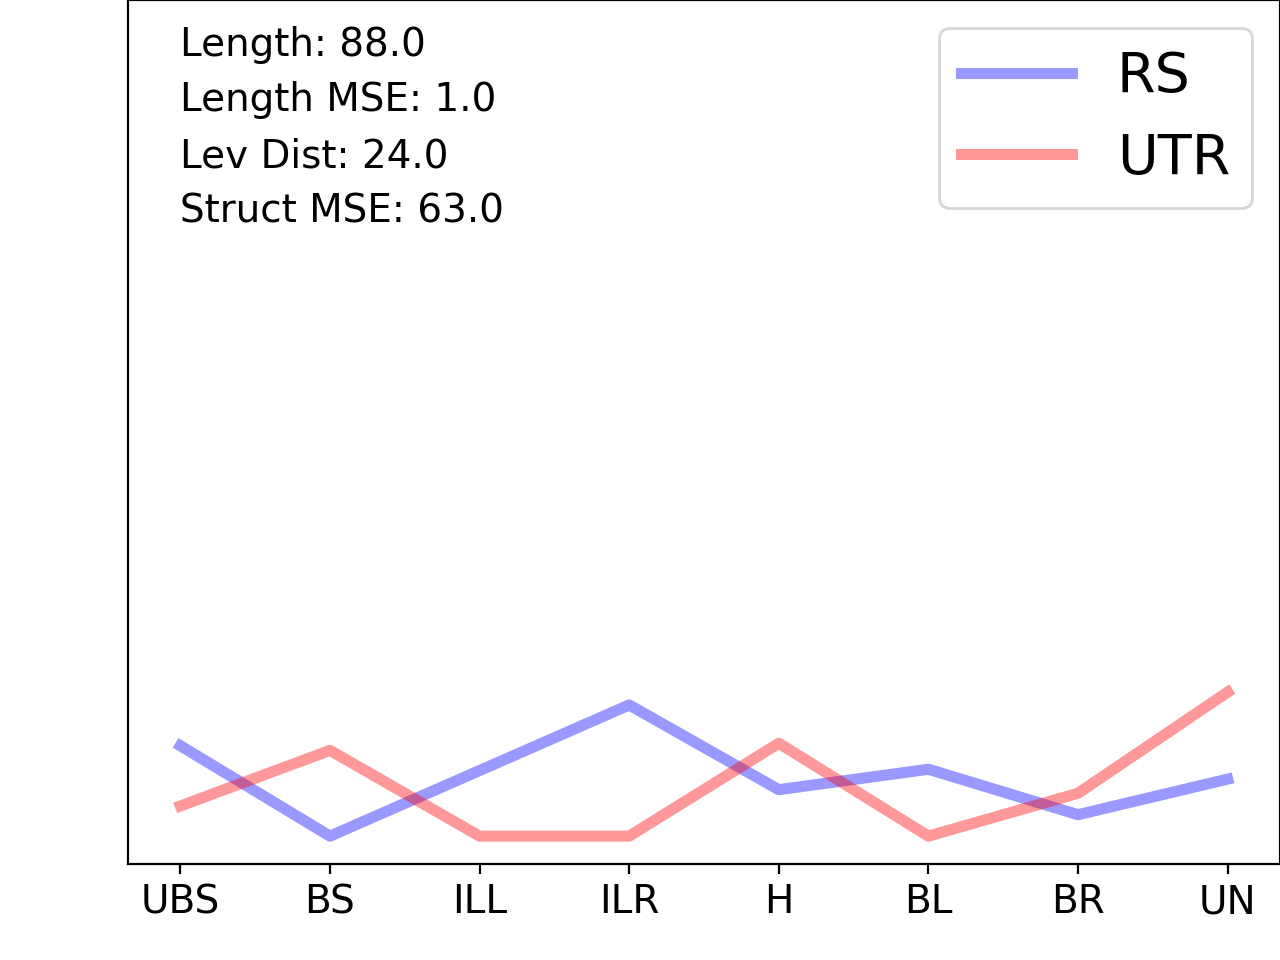 Length: 88.0
Length MSE: 1.0
Lev Dist: 24.0
Struct MSE: 63.0
RS
UTR
UBS BS ILL ILR H BL BR UN